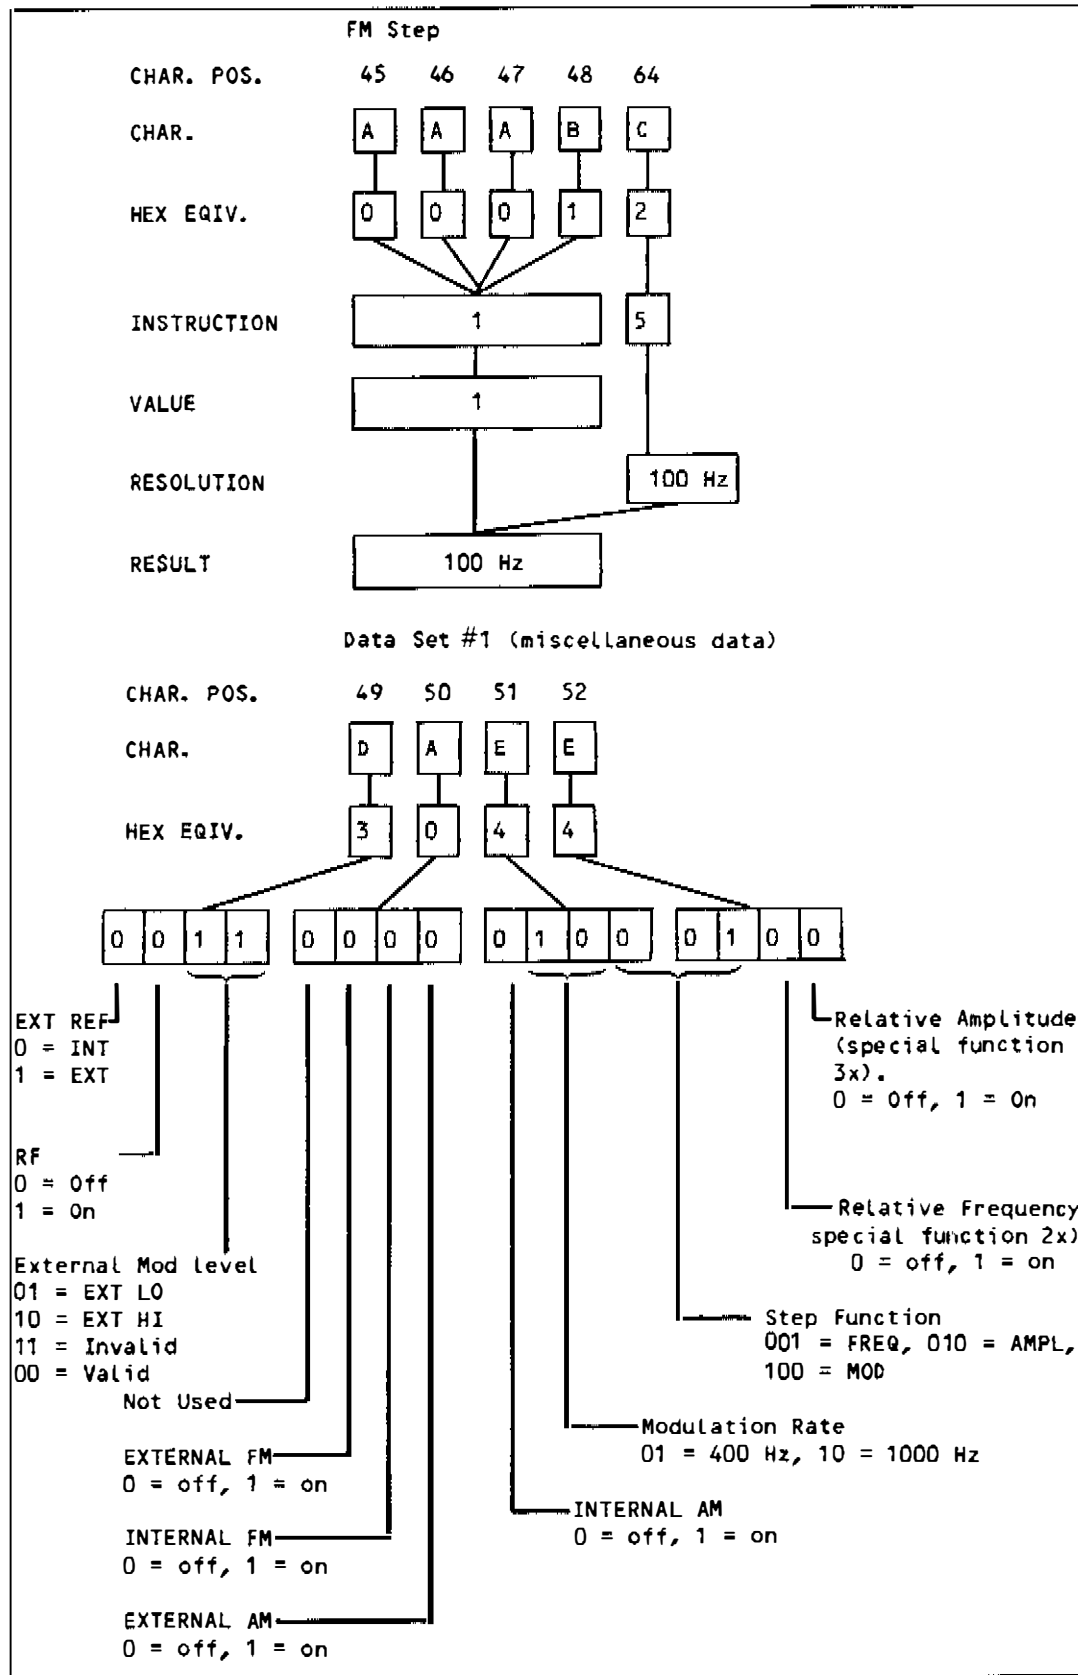 FM Step
CHAR. POS. 45 46 47 48 64
CHAR. A A A B C
HEX EQIV. 0 0 0 1 2
INSTRUCTION 1 5
VALUE 1
RESOLUTION 100 Hz
RESULT 100 Hz
Data Set #1 (miscellaneous data)
CHAR. POS. 49 50 51 52
CHAR. D A E E
HEX EQIV. 3 0 4 4
0 0 1 1 0 0 0 0 0 1 0 0 0 1 0 0
EXT REF
0 = INT
1 = EXT
Relative Amplitude
(special function
3x).
0 = Off, 1 = On
RF
0 = Off
1 = On
Relative Frequency
special function 2x)
0 = off, 1 = on
External Mod level
01 = EXT LO
10 = EXT HI
11 = Invalid
00 = Valid
Step Function
001 = FREQ, 010 = AMPL,
100 = MOD
Not Used
Modulation Rate
01 = 400 Hz, 10 = 1000 Hz
EXTERNAL FM
0 = off, 1 = on
INTERNAL AM
0 = off, 1 = on
INTERNAL FM
0 = off, 1 = on
EXTERNAL AM
0 = off, 1 = on